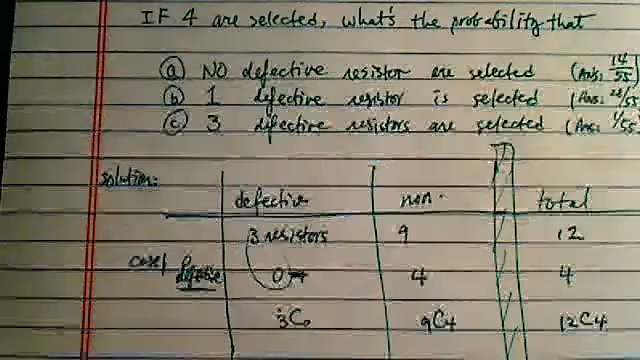 IF 4 are selected, what's the probability that
(a) NO defective resistor are selected (Ans: 14/55)
(b) 1 defective resistor is selected (Ans: 28/55
(c) 3 defective resistors are selected (Ans: 1/55
solution:
defective non. total
3 resistors 9 12
case/ 0 4 4
3C0 9C4 12C4